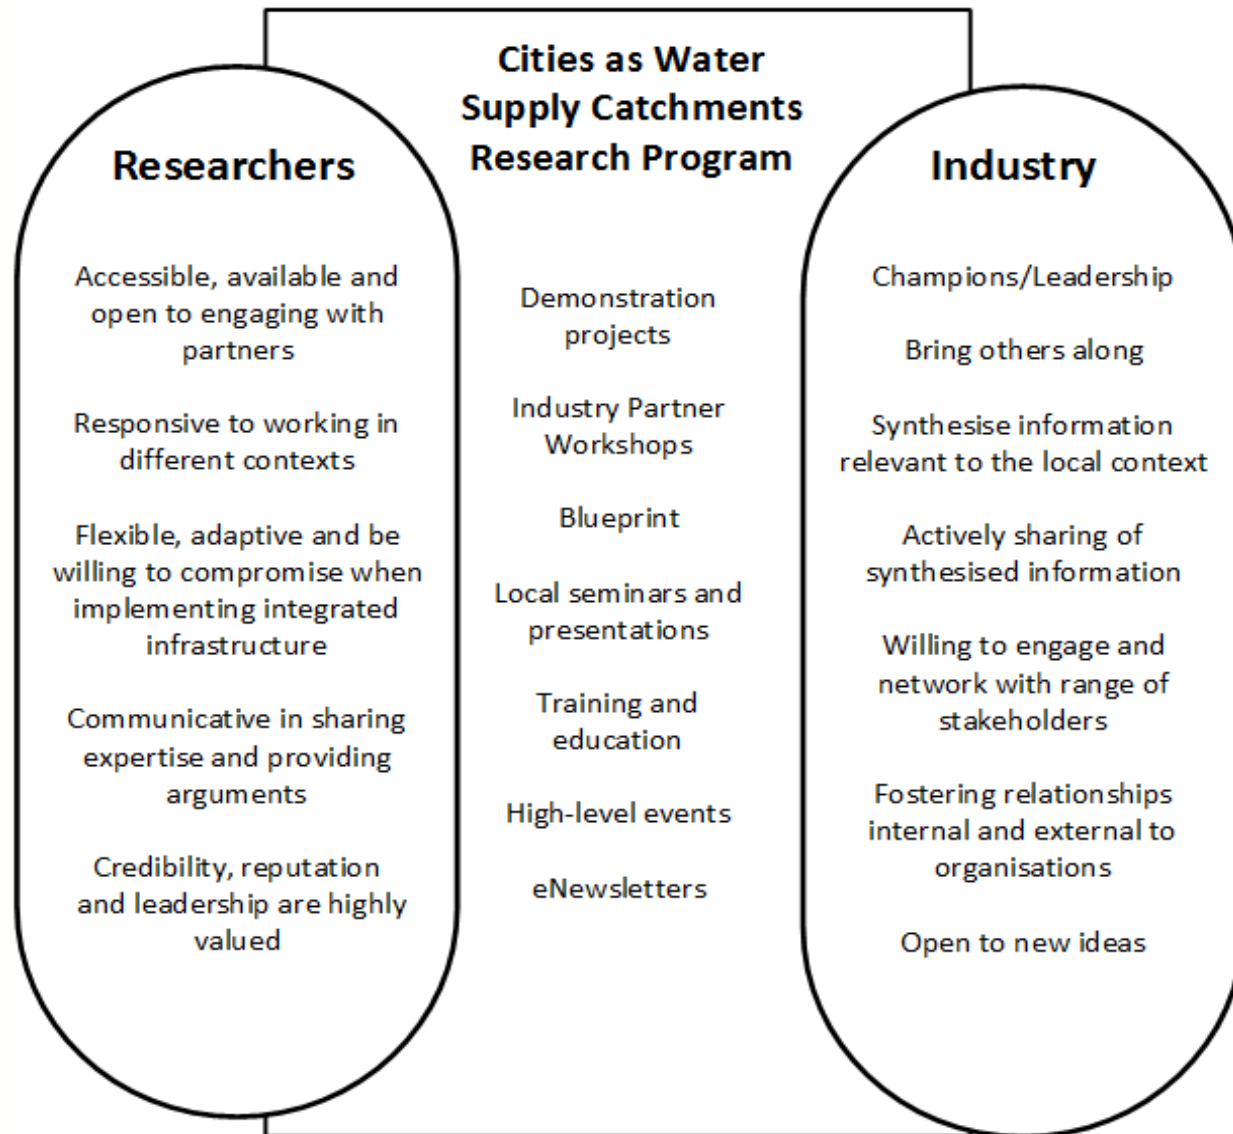 Cities as Water
Supply Catchments
Research Program
Researchers
Accessible, available and
open to engaging with
partners
Responsive to working in
different contexts
Flexible, adaptive and be
willing to compromise when
implementing integrated
infrastructure
Communicative in sharing
expertise and providing
arguments
Credibility, reputation
and leadership are highly
valued
Demonstration
projects
Industry Partner
Workshops
Blueprint
Local seminars and
presentations
Training and
education
High-level events
eNewsletters
Industry
Champions/Leadership
Bring others along
Synthesise information
relevant to the local context
Actively sharing of
synthesised information
Willing to engage and
network with range of
stakeholders
Fostering relationships
internal and external to
organisations
Open to new ideas